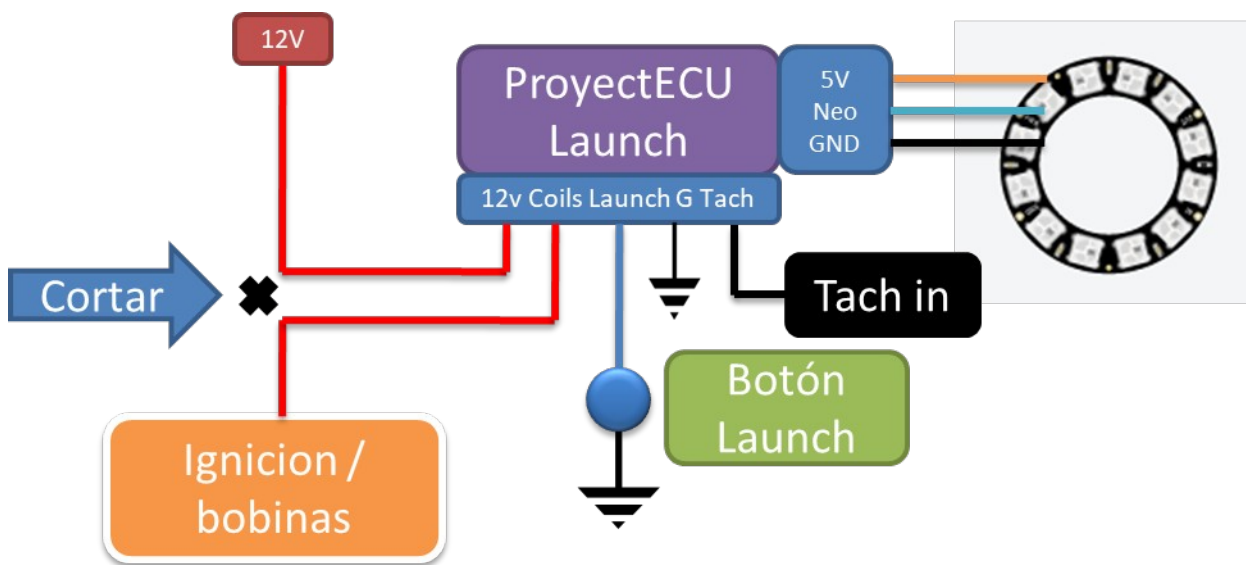 12V
ProyectECU
Launch
5V
Neo
GND
12v Coils Launch G Tach
Cortar
Tach in
Botón
Launch
Ignicion /
bobinas